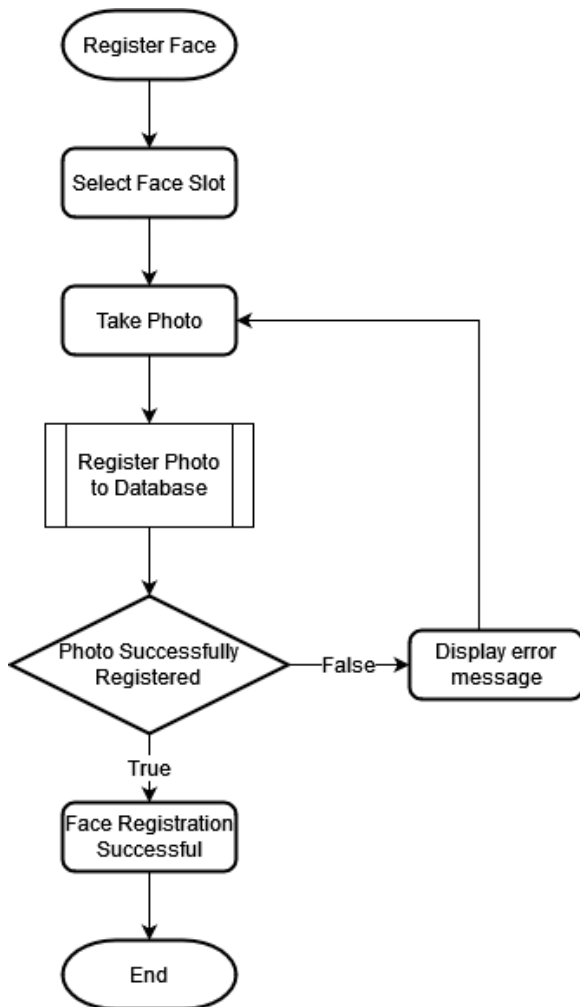 Register Face
Select Face Slot
Take Photo
Register Photo
to Database
Photo Successfully
Registered
False
Display error
message
True
Face Registration
Successful
End